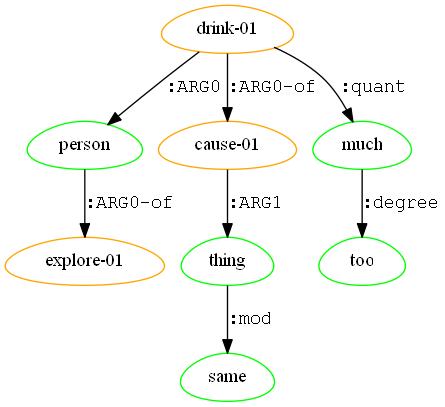 drink-01
:ARG0 :ARG0-of :quant
person cause-01 much
:ARG0-of :ARG1 :degree
explore-01 thing too
:mod
same